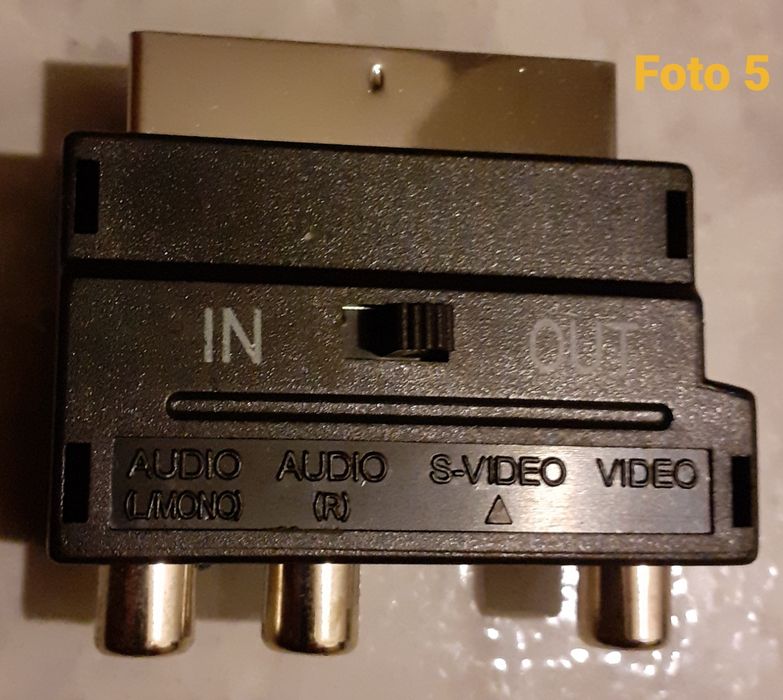 Foto 5
IN OUT
AUDIO AUDIO S-VIDEO VIDEO
(L/MONO) (R) △